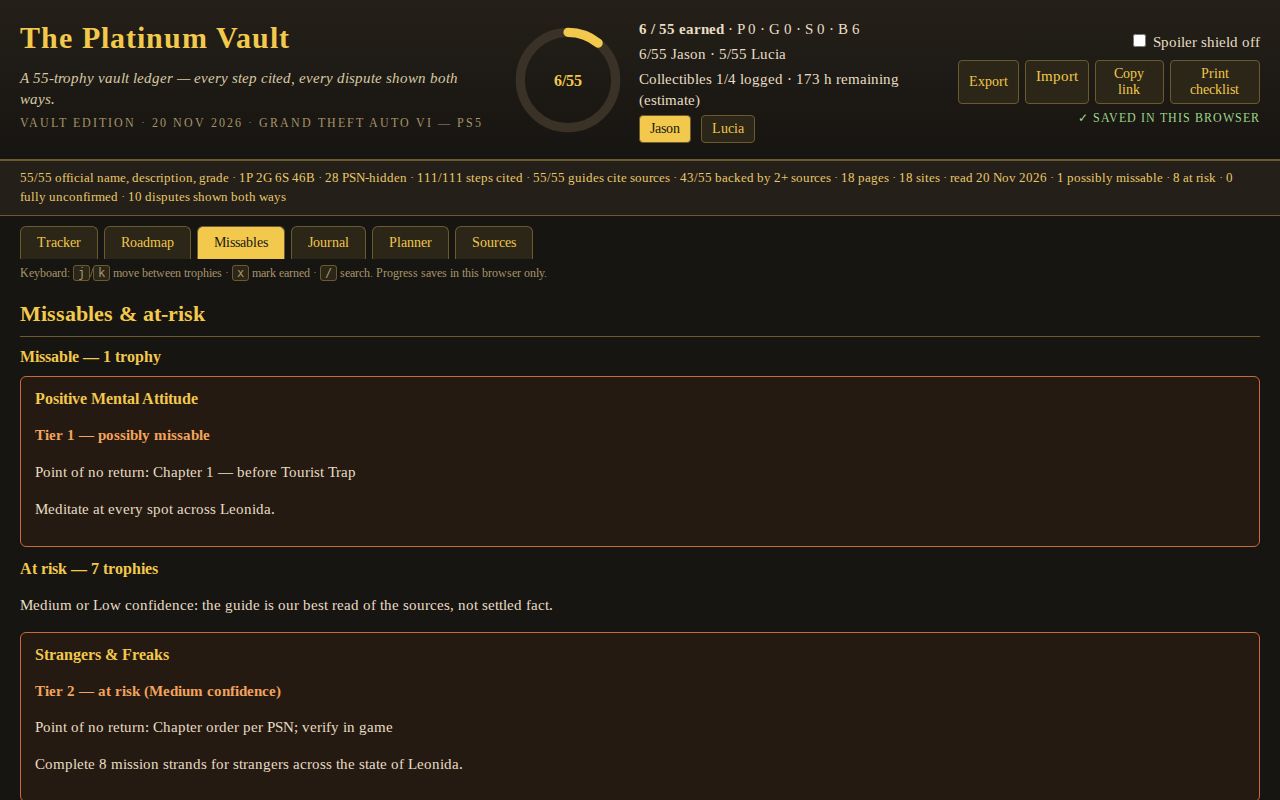 The Platinum Vault
A 55-trophy vault ledger — every step cited, every dispute shown both
ways.
VAULT EDITION · 20 NOV 2026 · GRAND THEFT AUTO VI — PS5
6/55
6 / 55 earned · P 0 · G 0 · S 0 · B 6
6/55 Jason · 5/55 Lucia
Collectibles 1/4 logged · 173 h remaining
(estimate)
Jason
Lucia
Spoiler shield off
Export
Import
Copy
link
Print
checklist
✓ SAVED IN THIS BROWSER
55/55 official name, description, grade · 1P 2G 6S 46B · 28 PSN-hidden · 111/111 steps cited · 55/55 guides cite sources · 43/55 backed by 2+ sources · 18 pages · 18 sites · read 20 Nov 2026 · 1 possibly missable · 8 at risk · 0
fully unconfirmed · 10 disputes shown both ways
Tracker
Roadmap
Missables
Journal
Planner
Sources
Keyboard: j/k move between trophies · x mark earned · / search. Progress saves in this browser only.
Missables & at-risk
Missable — 1 trophy
Positive Mental Attitude
Tier 1 — possibly missable
Point of no return: Chapter 1 — before Tourist Trap
Meditate at every spot across Leonida.
At risk — 7 trophies
Medium or Low confidence: the guide is our best read of the sources, not settled fact.
Strangers & Freaks
Tier 2 — at risk (Medium confidence)
Point of no return: Chapter order per PSN; verify in game
Complete 8 mission strands for strangers across the state of Leonida.